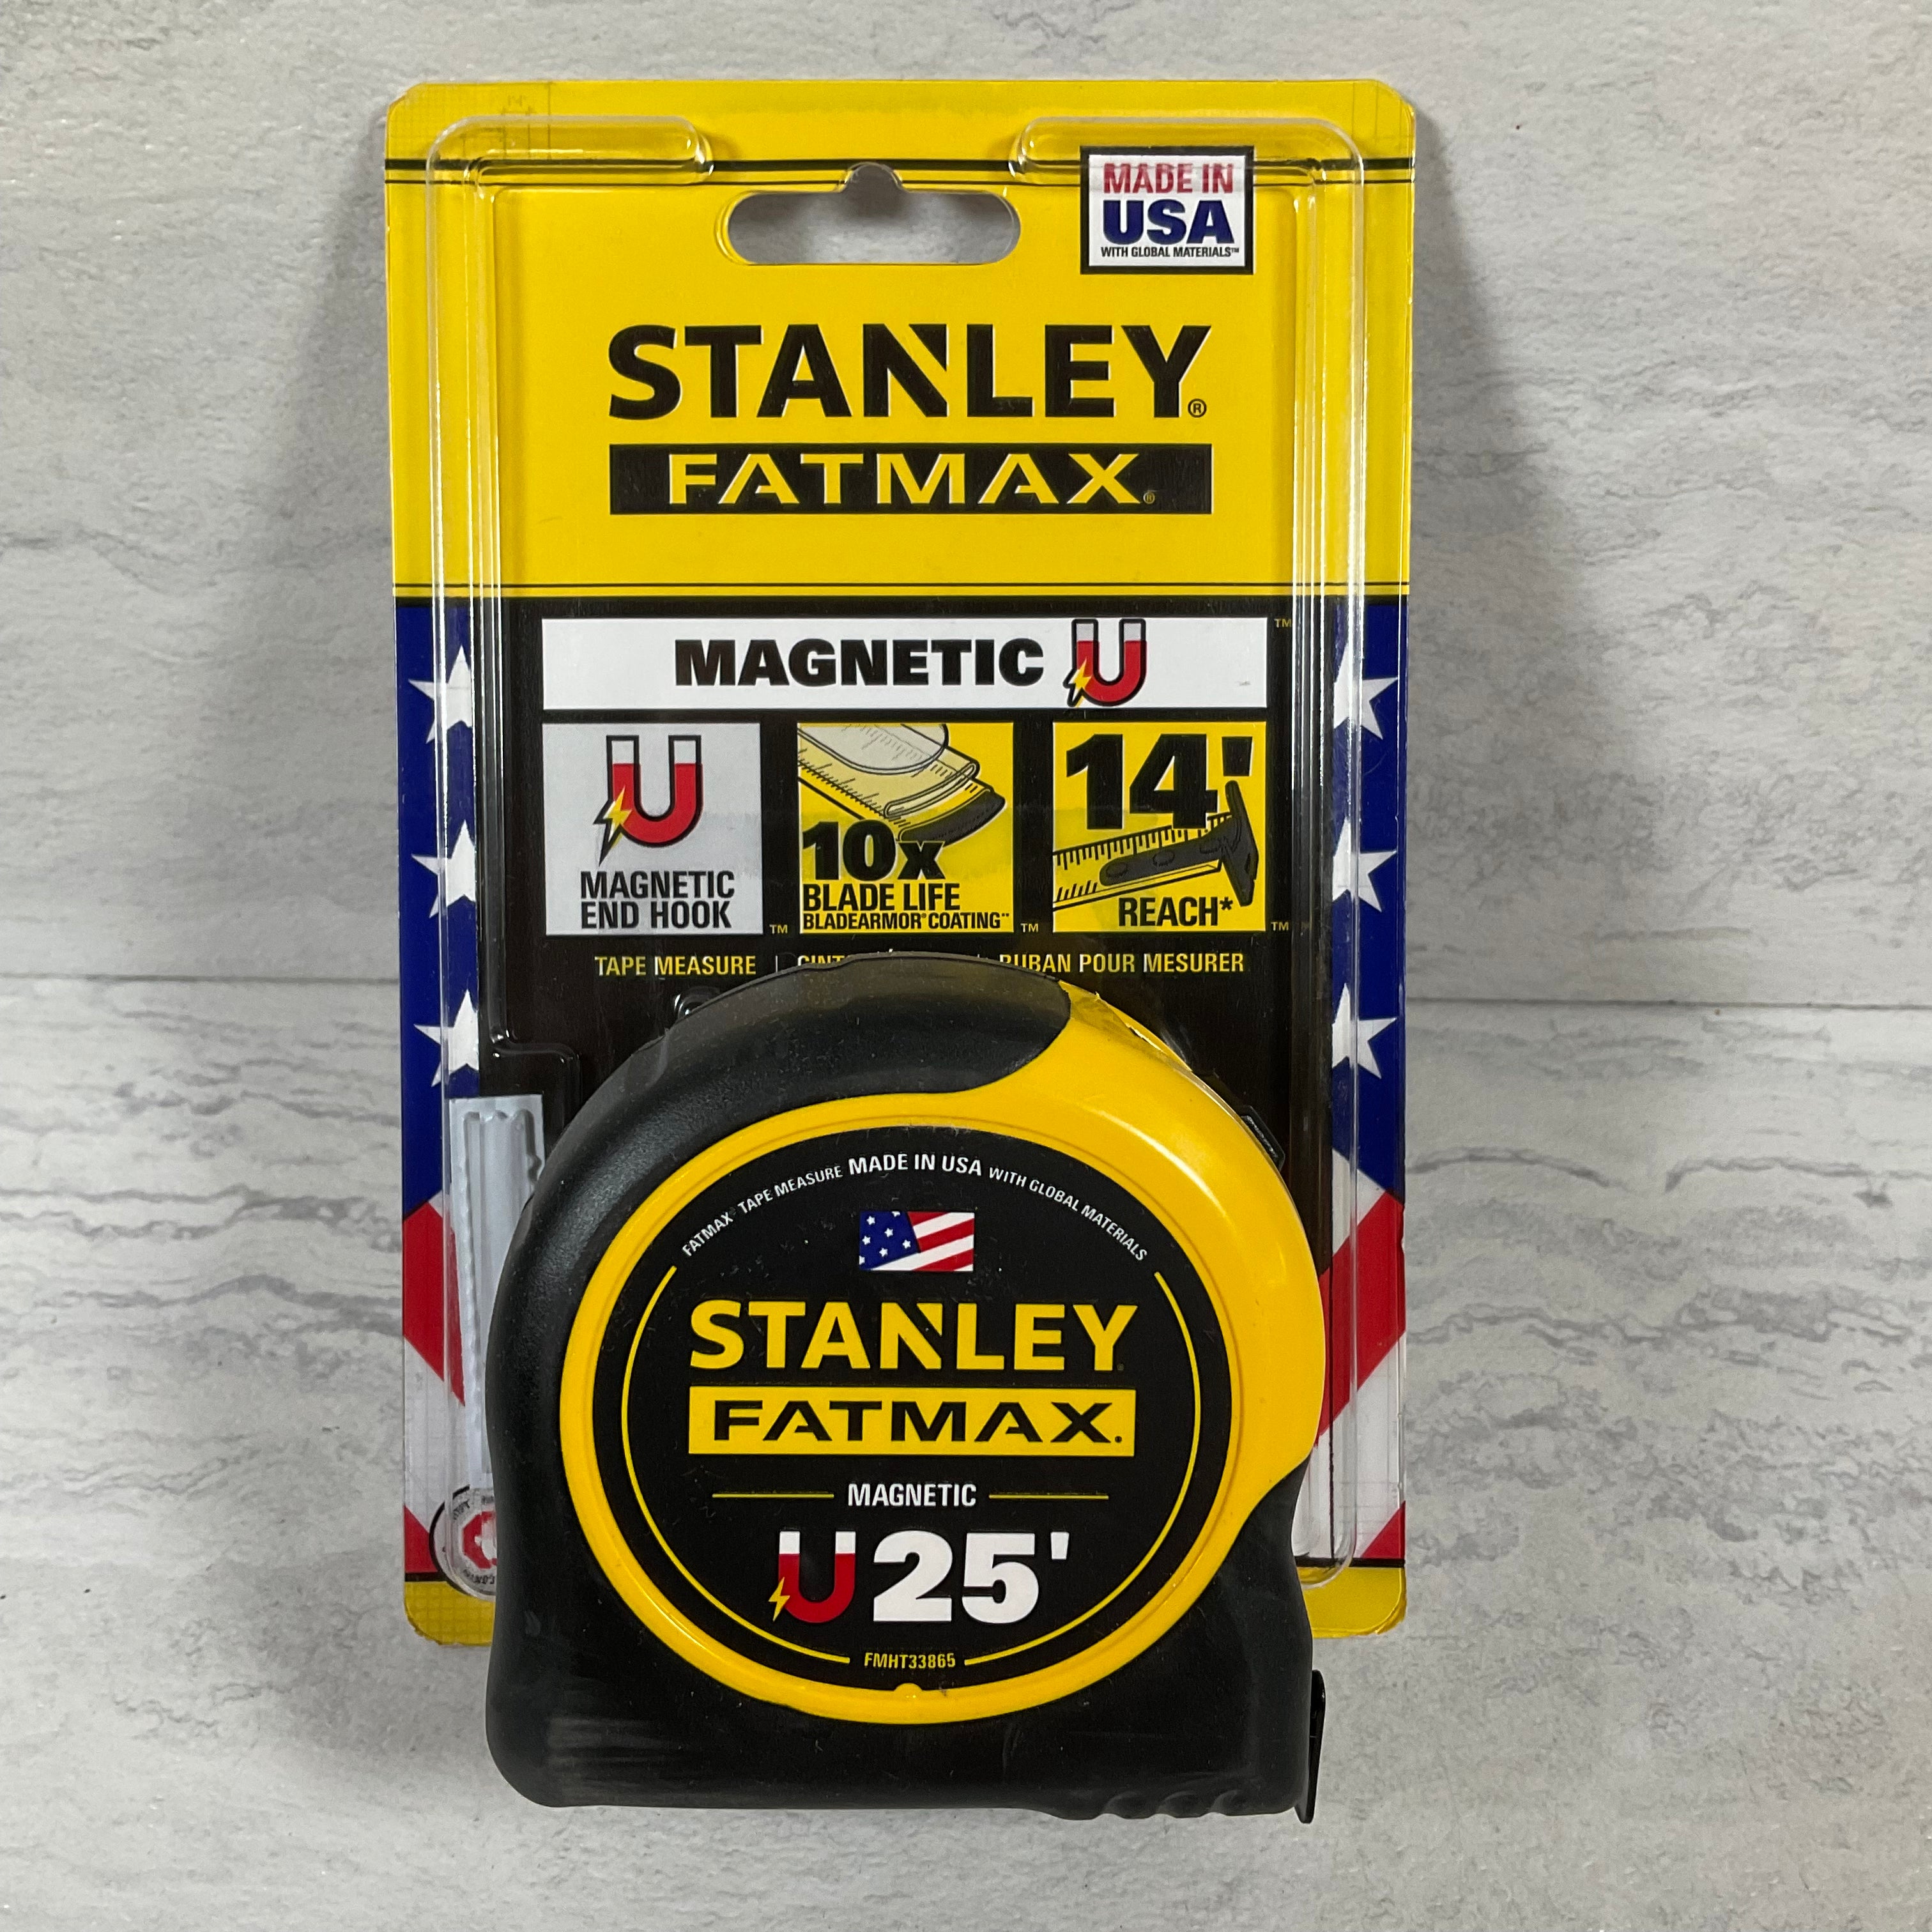 MADE IN
USA
WITH GLOBAL MATERIALS™
STANLEY®
FATMAX®
MAGNETIC ™
MAGNETIC
END HOOK ™
10x
BLADE LIFE
BLADEARMOR® COATING** ™
14'
REACH* ™
TAPE MEASURE | RUBAN POUR MESURER
FATMAX® TAPE MEASURE MADE IN USA WITH GLOBAL MATERIALS
STANLEY
FATMAX
MAGNETIC
25'
FMHT33865